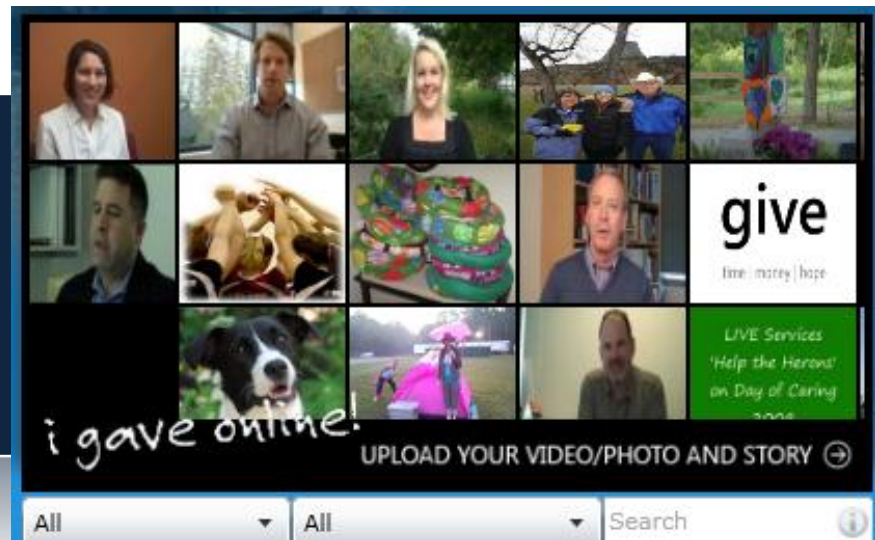 give
time | money | hope
LIVE Services
'Help the Herons'
on Day of Caring
i gave online!
UPLOAD YOUR VIDEO/PHOTO AND STORY
All
All
Search